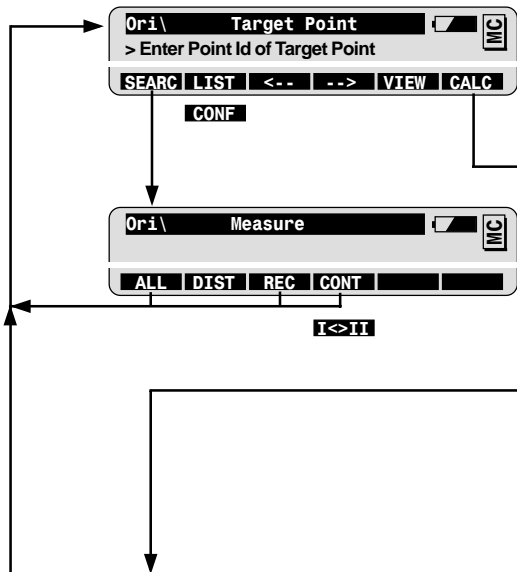 Ori\ Target Point MC
> Enter Point Id of Target Point
SEARC LIST <-- --> VIEW CALC
CONF
Ori\ Measure MC
ALL DIST REC CONT
I<>II